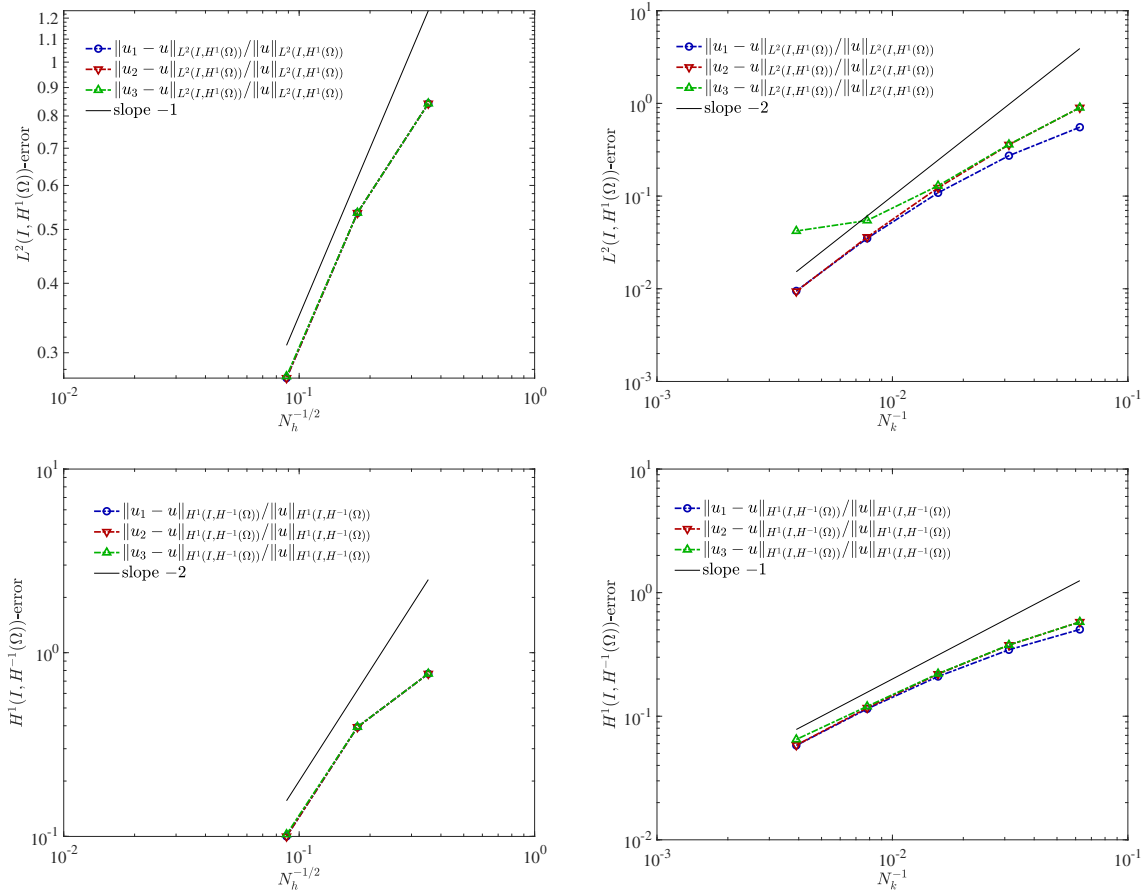 1.2
1.1
1
0.9
0.8
0.7
0.6
0.5
0.4
0.3
‖u₁ − u‖_{L²(I,H¹(Ω))}/‖u‖_{L²(I,H¹(Ω))}
‖u₂ − u‖_{L²(I,H¹(Ω))}/‖u‖_{L²(I,H¹(Ω))}
‖u₃ − u‖_{L²(I,H¹(Ω))}/‖u‖_{L²(I,H¹(Ω))}
slope −1
L²(I, H¹(Ω))-error
10⁻² 10⁻¹ 10⁰
N_h^{−1/2}
10¹
10⁰
10⁻¹
10⁻²
10⁻³
‖u₁ − u‖_{L²(I,H¹(Ω))}/‖u‖_{L²(I,H¹(Ω))}
‖u₂ − u‖_{L²(I,H¹(Ω))}/‖u‖_{L²(I,H¹(Ω))}
‖u₃ − u‖_{L²(I,H¹(Ω))}/‖u‖_{L²(I,H¹(Ω))}
slope −2
L²(I, H¹(Ω))-error
10⁻³ 10⁻² 10⁻¹
N_k^{−1}
10¹
10⁰
10⁻¹
‖u₁ − u‖_{H¹(I,H⁻¹(Ω))}/‖u‖_{H¹(I,H⁻¹(Ω))}
‖u₂ − u‖_{H¹(I,H⁻¹(Ω))}/‖u‖_{H¹(I,H⁻¹(Ω))}
‖u₃ − u‖_{H¹(I,H⁻¹(Ω))}/‖u‖_{H¹(I,H⁻¹(Ω))}
slope −2
H¹(I, H⁻¹(Ω))-error
10⁻² 10⁻¹ 10⁰
N_h^{−1/2}
10¹
10⁰
10⁻¹
10⁻²
‖u₁ − u‖_{H¹(I,H⁻¹(Ω))}/‖u‖_{H¹(I,H⁻¹(Ω))}
‖u₂ − u‖_{H¹(I,H⁻¹(Ω))}/‖u‖_{H¹(I,H⁻¹(Ω))}
‖u₃ − u‖_{H¹(I,H⁻¹(Ω))}/‖u‖_{H¹(I,H⁻¹(Ω))}
slope −1
H¹(I, H⁻¹(Ω))-error
10⁻³ 10⁻² 10⁻¹
N_k^{−1}